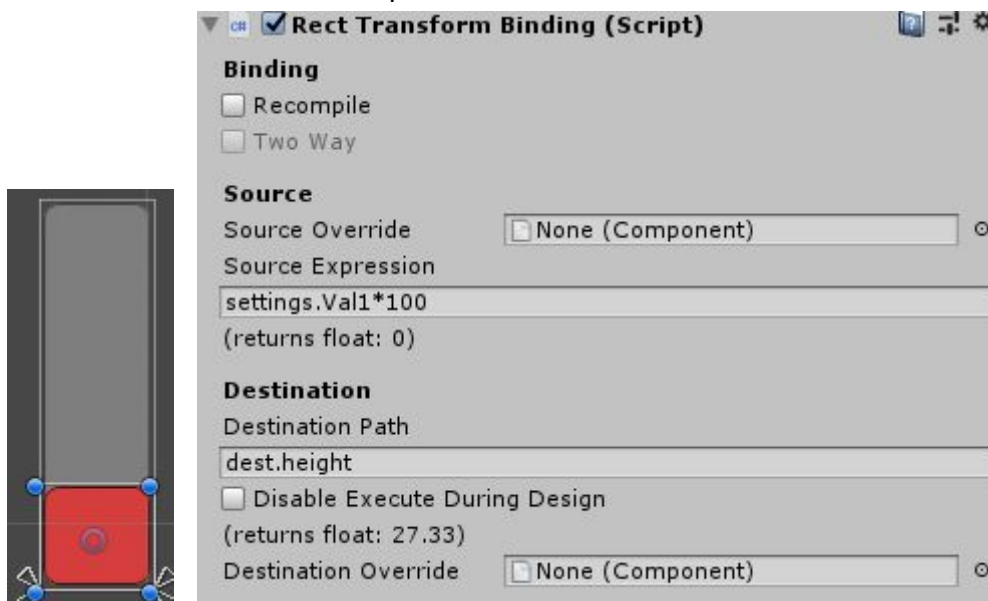 Rect Transform Binding (Script)
Binding
Recompile
Two Way
Source
Source Override None (Component)
Source Expression
settings.Val1*100
(returns float: 0)
Destination
Destination Path
dest.height
Disable Execute During Design
(returns float: 27.33)
Destination Override None (Component)